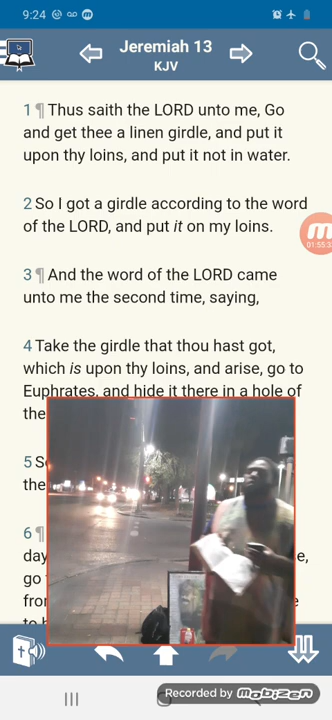 9:24
Jeremiah 13
KJV
1 ¶ Thus saith the LORD unto me, Go
and get thee a linen girdle, and put it
upon thy loins, and put it not in water.
2 So I got a girdle according to the word
of the LORD, and put it on my loins.
3 ¶ And the word of the LORD came
unto me the second time, saying,
4 Take the girdle that thou hast got,
which is upon thy loins, and arise, go to
Euphrates, and hide it there in a hole of
the
5 So
the
6 ¶
day e,
go
from e
to
01:55:3
Recorded by mobizen